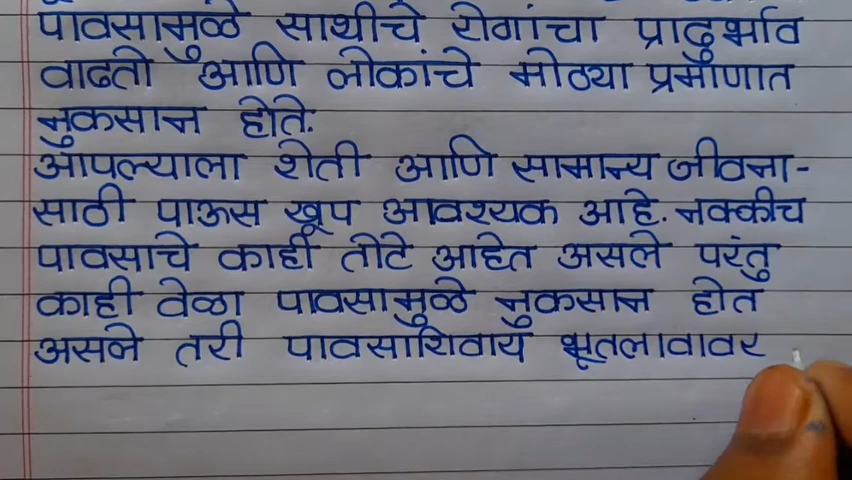 पावसामुळे साथीचे रोगांचा प्रादुर्भाव
वाढतो आणि लोकांचे मोठ्या प्रमाणात
नुकसान होते.
आपल्याला शेती आणि सामान्य जीवना-
साठी पाऊस खूप आवश्यक आहे. नक्कीच
पावसाचे काही तोटे आहेत असले परंतु
काही वेळा पावसामुळे नुकसान होत
असले तरी पावसाशिवाय भूतलावावर